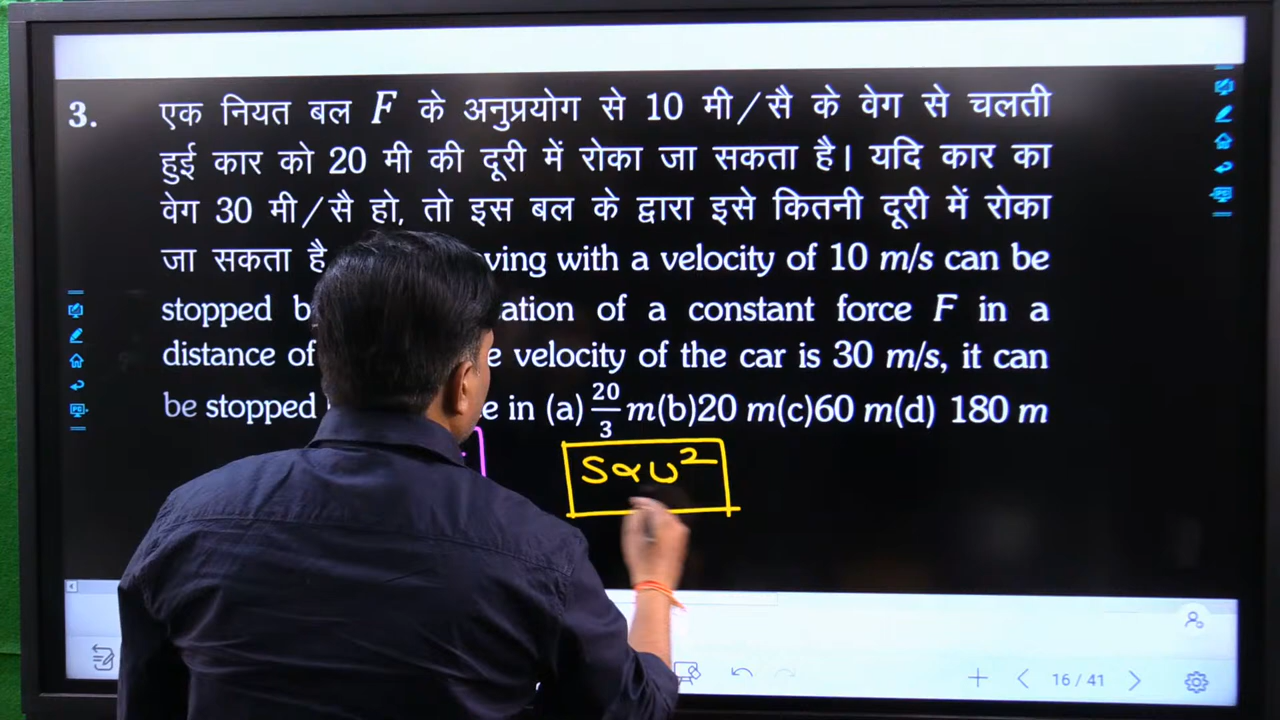 3. एक नियत बल F के अनुप्रयोग से 10 मी/सै के वेग से चलती
हुई कार को 20 मी की दूरी में रोका जा सकता है। यदि कार का
वेग 30 मी/सै हो, तो इस बल के द्वारा इसे कितनी दूरी में रोका
जा सकता है ving with a velocity of 10 m/s can be
stopped b ation of a constant force F in a
distance of e velocity of the car is 30 m/s, it can
be stopped e in (a) 20/3 m(b)20 m(c)60 m(d) 180 m
S∝u²
16 / 41